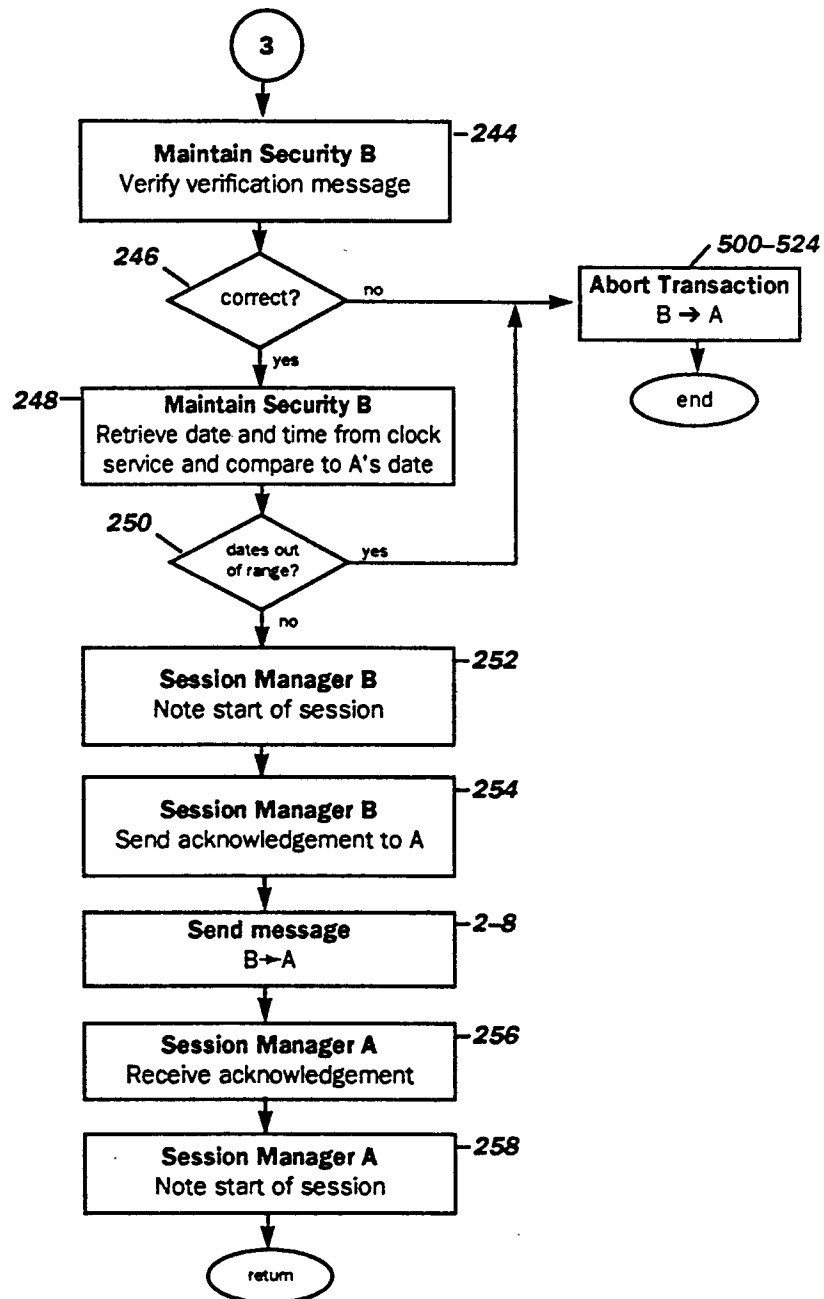 3
244
Maintain Security B
Verify verification message
246
correct?
no
yes
500–524
Abort Transaction
B → A
end
248
Maintain Security B
Retrieve date and time from clock
service and compare to A's date
250
dates out
of range?
yes
no
252
Session Manager B
Note start of session
254
Session Manager B
Send acknowledgement to A
2–8
Send message
B→A
256
Session Manager A
Receive acknowledgement
258
Session Manager A
Note start of session
return